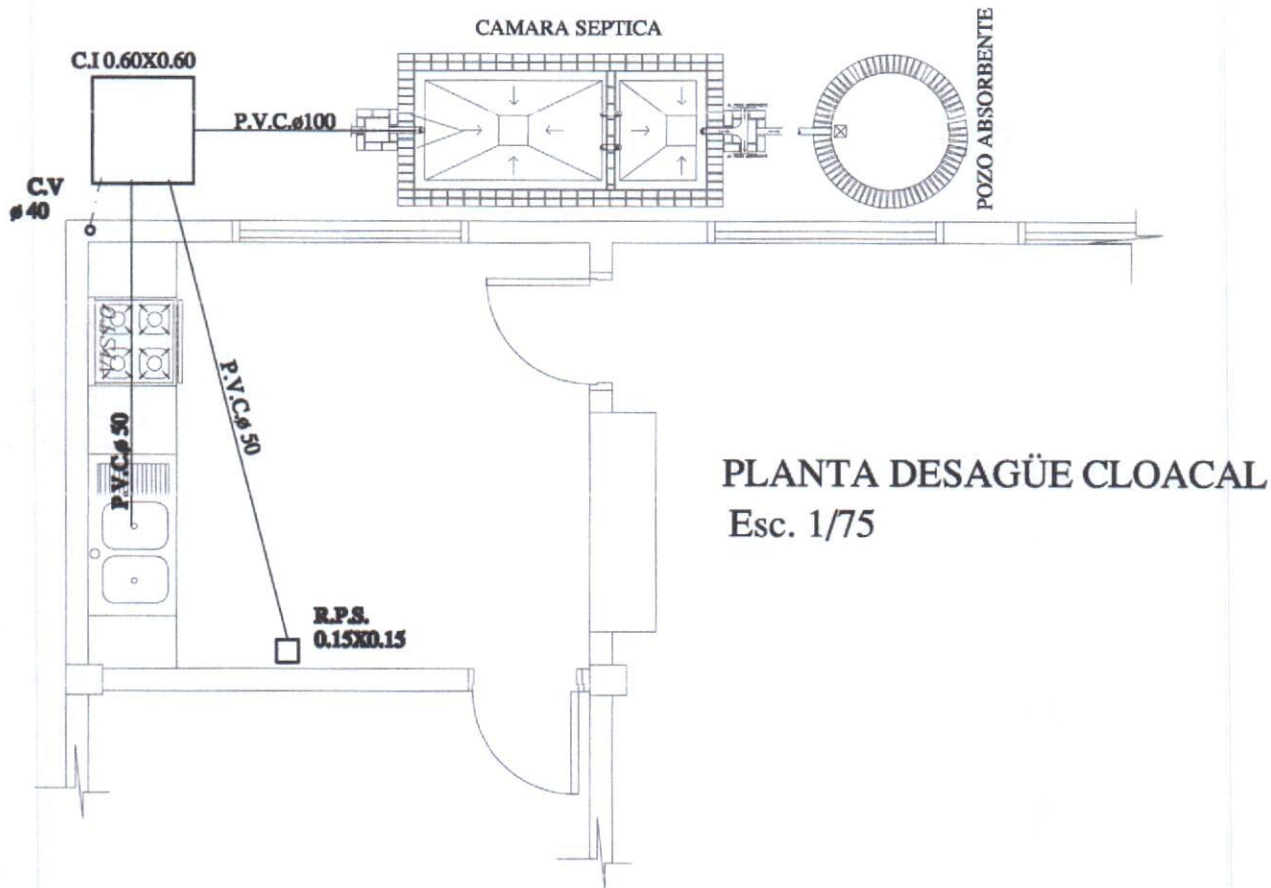 CAMARA SEPTICA
C.I 0.60X0.60
P.V.C.ø100
POZO ABSORBENTE
C.V
ø 40
P.V.C.ø 50
P.V.C.ø 50
R.P.S.
0.15X0.15
PLANTA DESAGÜE CLOACAL
Esc. 1/75